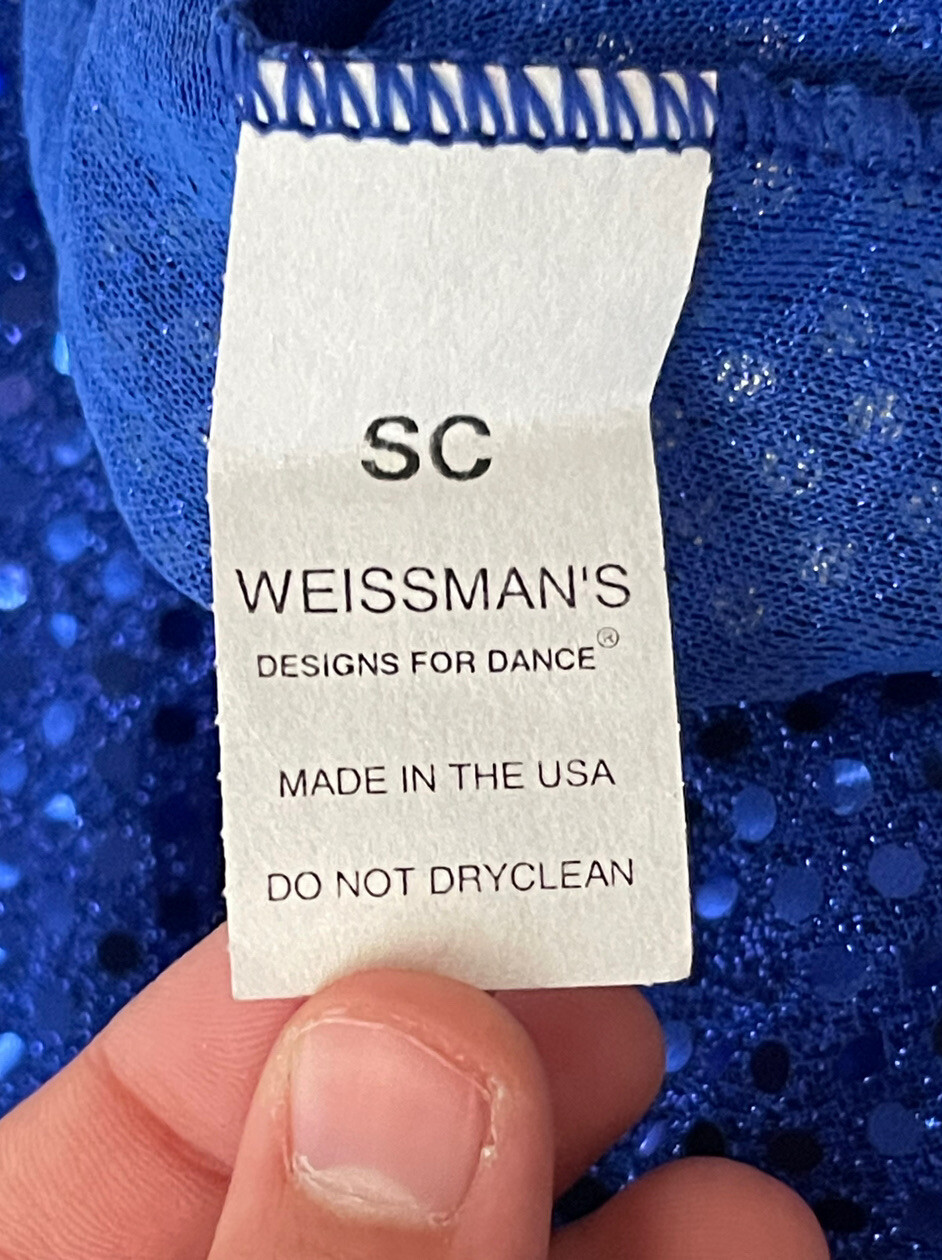 SC
WEISSMAN'S
DESIGNS FOR DANCE®
MADE IN THE USA
DO NOT DRYCLEAN